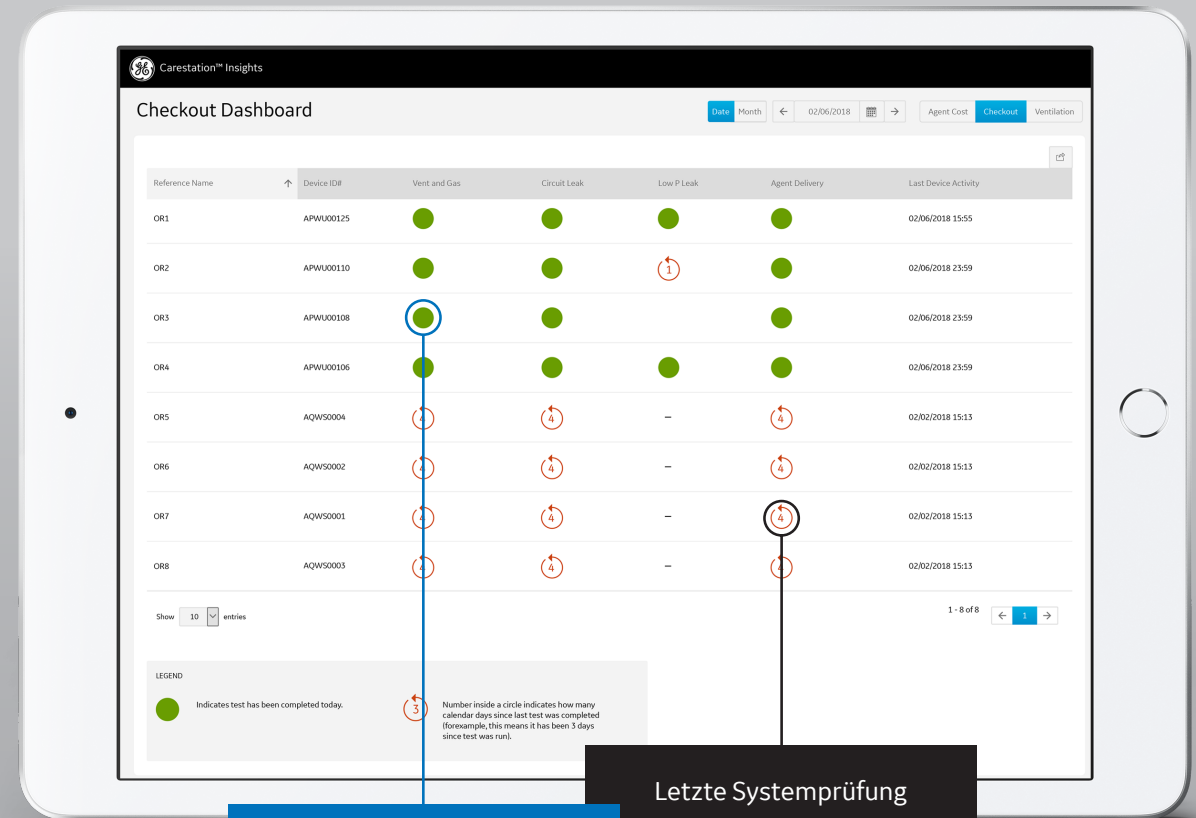 Carestation™ Insights
Checkout Dashboard
Date Month 02/06/2018 Agent Cost Checkout Ventilation
Reference Name Device ID# Vent and Gas Circuit Leak Low P Leak Agent Delivery Last Device Activity
OR1 APWU00125 02/06/2018 15:55
OR2 APWU00110 1 02/06/2018 23:59
OR3 APWU00108 02/06/2018 23:59
OR4 APWU00106 02/06/2018 23:59
OR5 AQWS0004 4 4 – 4 02/02/2018 15:13
OR6 AQWS0002 4 4 – 4 02/02/2018 15:13
OR7 AQWS0001 4 4 – 4 02/02/2018 15:13
OR8 AQWS0003 4 4 – 4 02/02/2018 15:13
Show 10 entries 1 - 8 of 8 1
LEGEND
Indicates test has been completed today.
3
Number inside a circle indicates how many
calendar days since last test was completed
(forexample, this means it has been 3 days
since test was run).
Letzte Systemprüfung